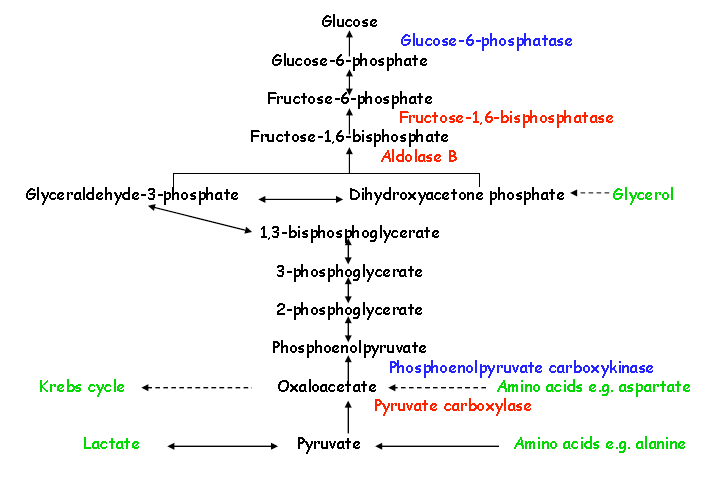 Glucose
Glucose-6-phosphatase
Glucose-6-phosphate
Fructose-6-phosphate
Fructose-1,6-bisphosphatase
Fructose-1,6-bisphosphate
Aldolase B
Glyceraldehyde-3-phosphate
Dihydroxyacetone phosphate
Glycerol
1,3-bisphosphoglycerate
3-phosphoglycerate
2-phosphoglycerate
Phosphoenolpyruvate
Phosphoenolpyruvate carboxykinase
Krebs cycle
Oxaloacetate
Amino acids e.g. aspartate
Pyruvate carboxylase
Lactate
Pyruvate
Amino acids e.g. alanine